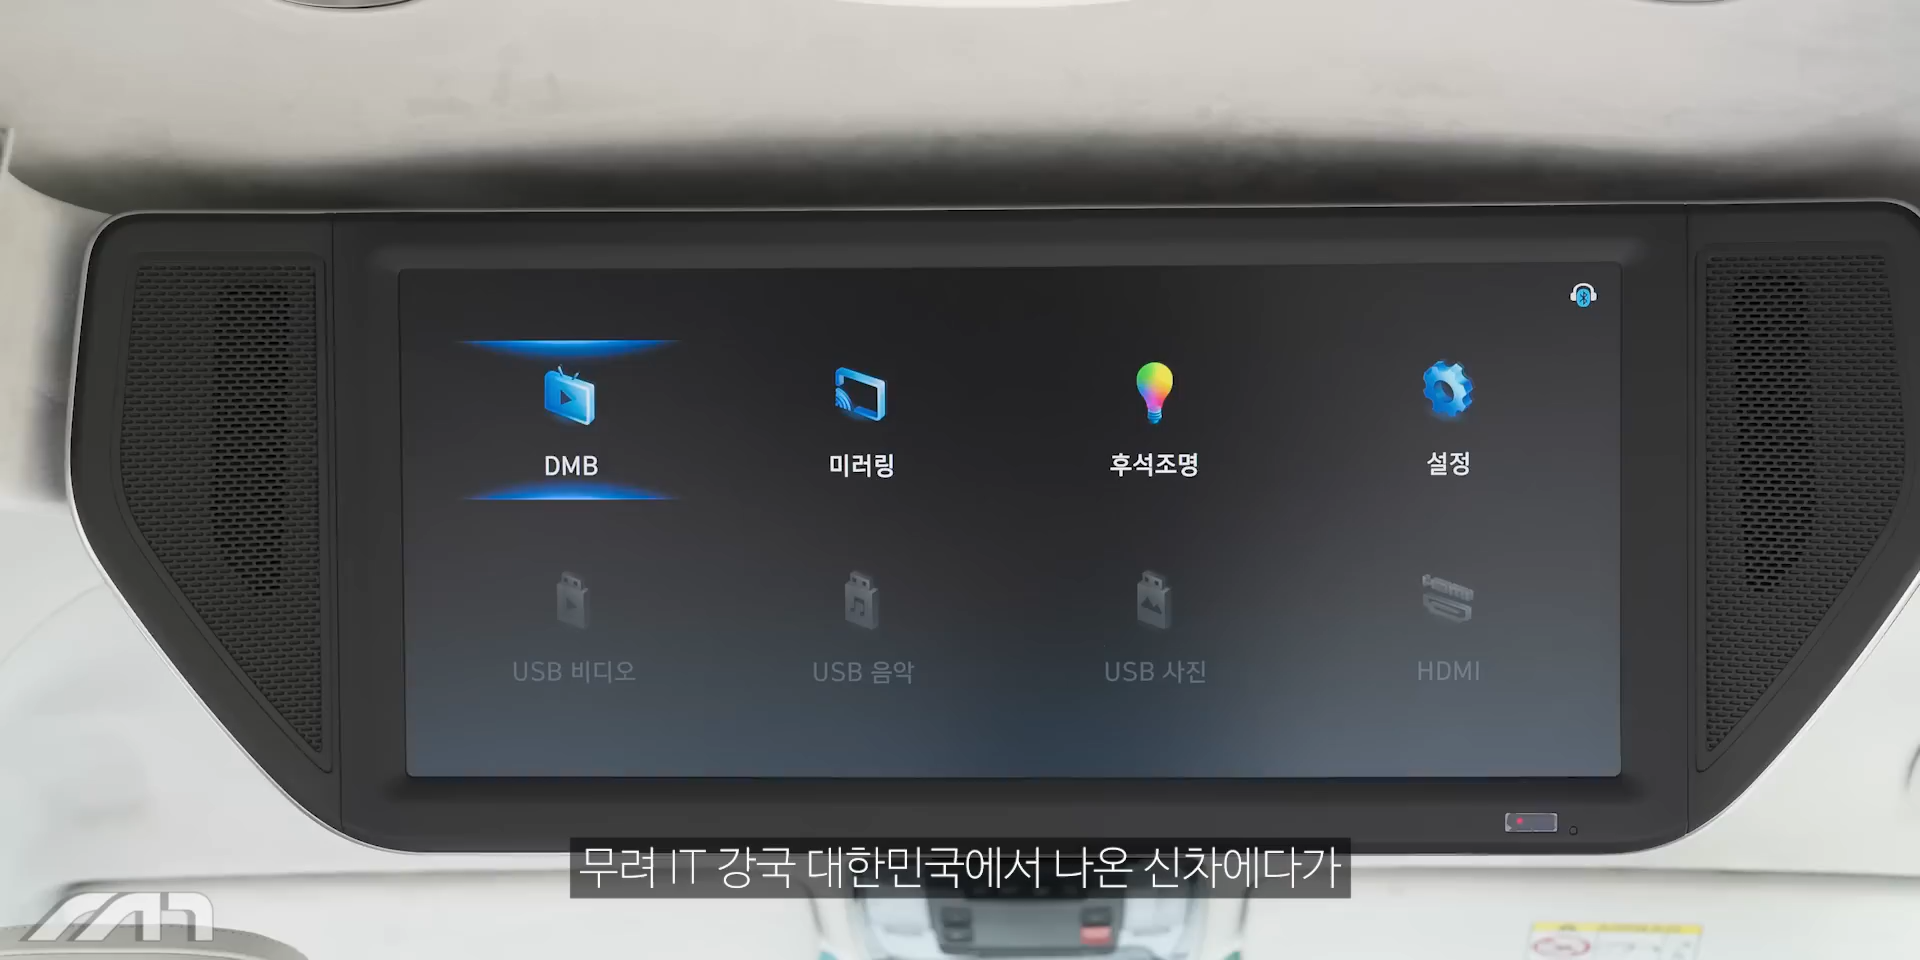 DMB
미러링
후석조명
설정
USB 비디오
USB 음악
USB 사진
HDMI
무려 IT 강국 대한민국에서 나온 신차에다가